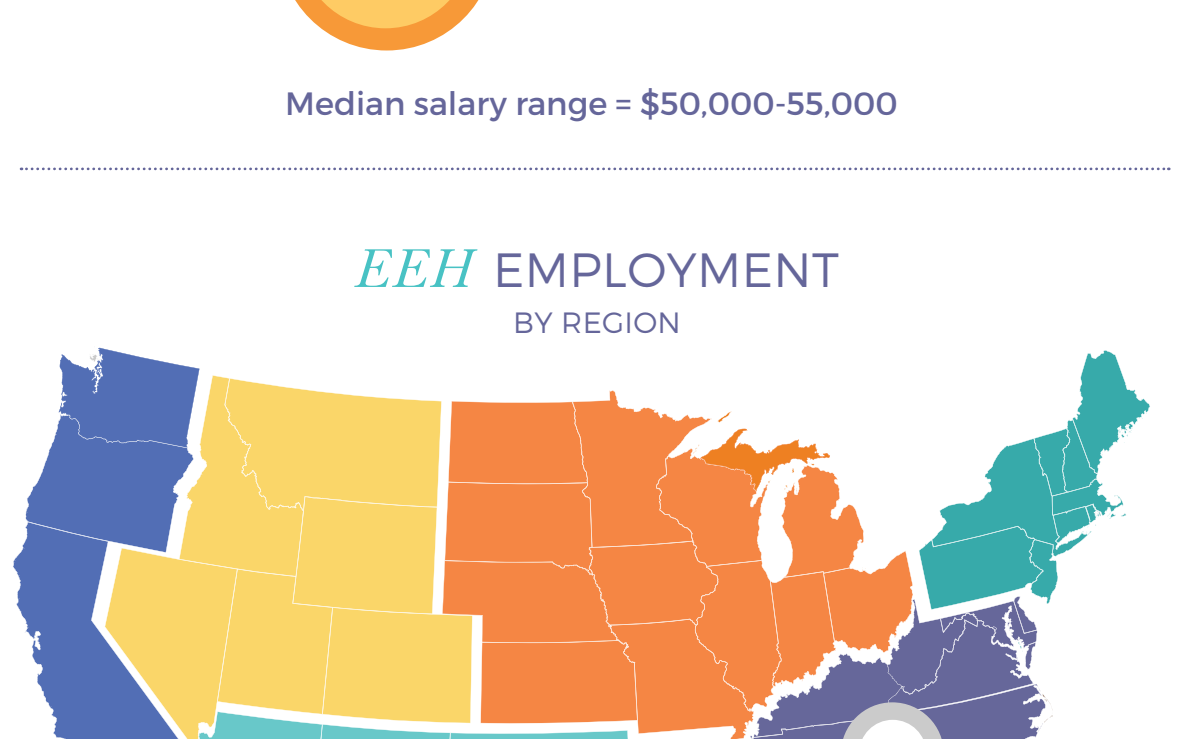 Median salary range = $50,000-55,000
EEH EMPLOYMENT
BY REGION